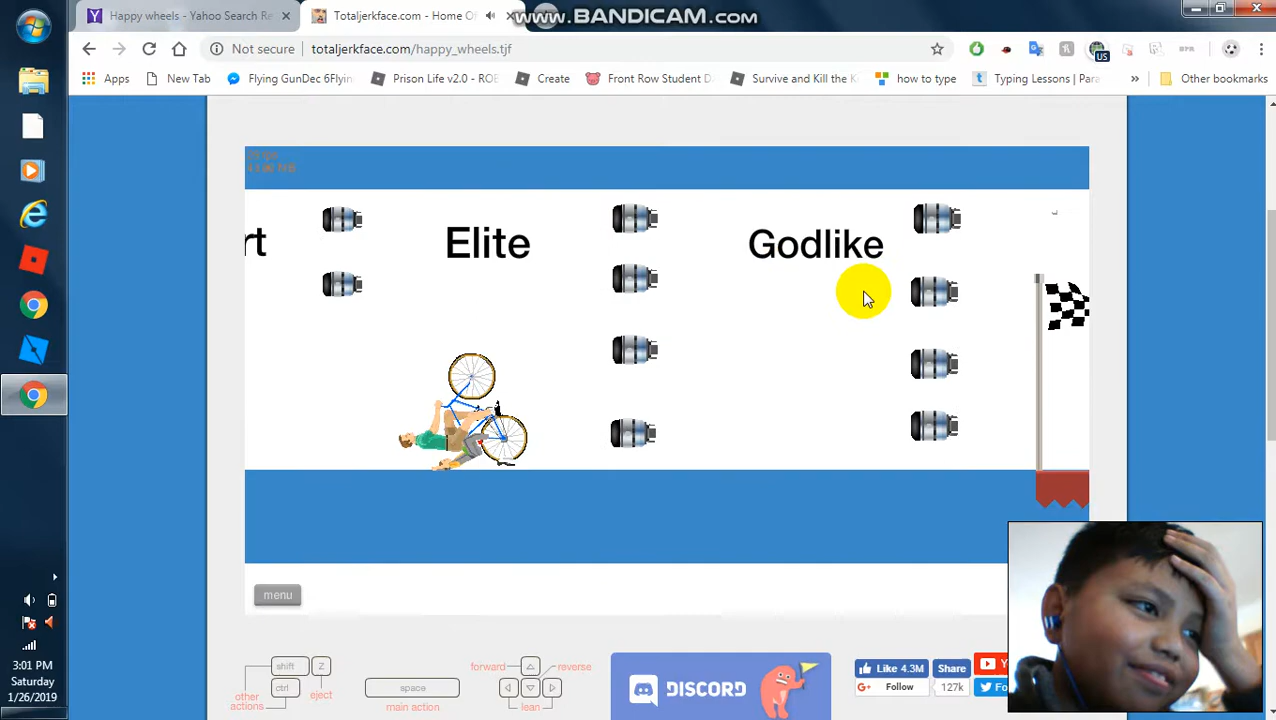 www.BANDICAM.com
Happy wheels - Yahoo Search Re
Totaljerkface.com - Home O
Not secure
totaljerkface.com/happy_wheels.tjf
US
Apps
New Tab
Flying GunDec 6Flyin
Prison Life v2.0 - ROB
Create
Front Row Student D
Survive and Kill the K
how to type
Typing Lessons | Para
Other bookmarks
rt
Elite
Godlike
menu
shift
Z
ctrl
eject
other actions
space
main action
forward
reverse
lean
DISCORD
Like 4.3M
Share
Follow
127k
Fo
3:01 PM
Saturday
1/26/2019